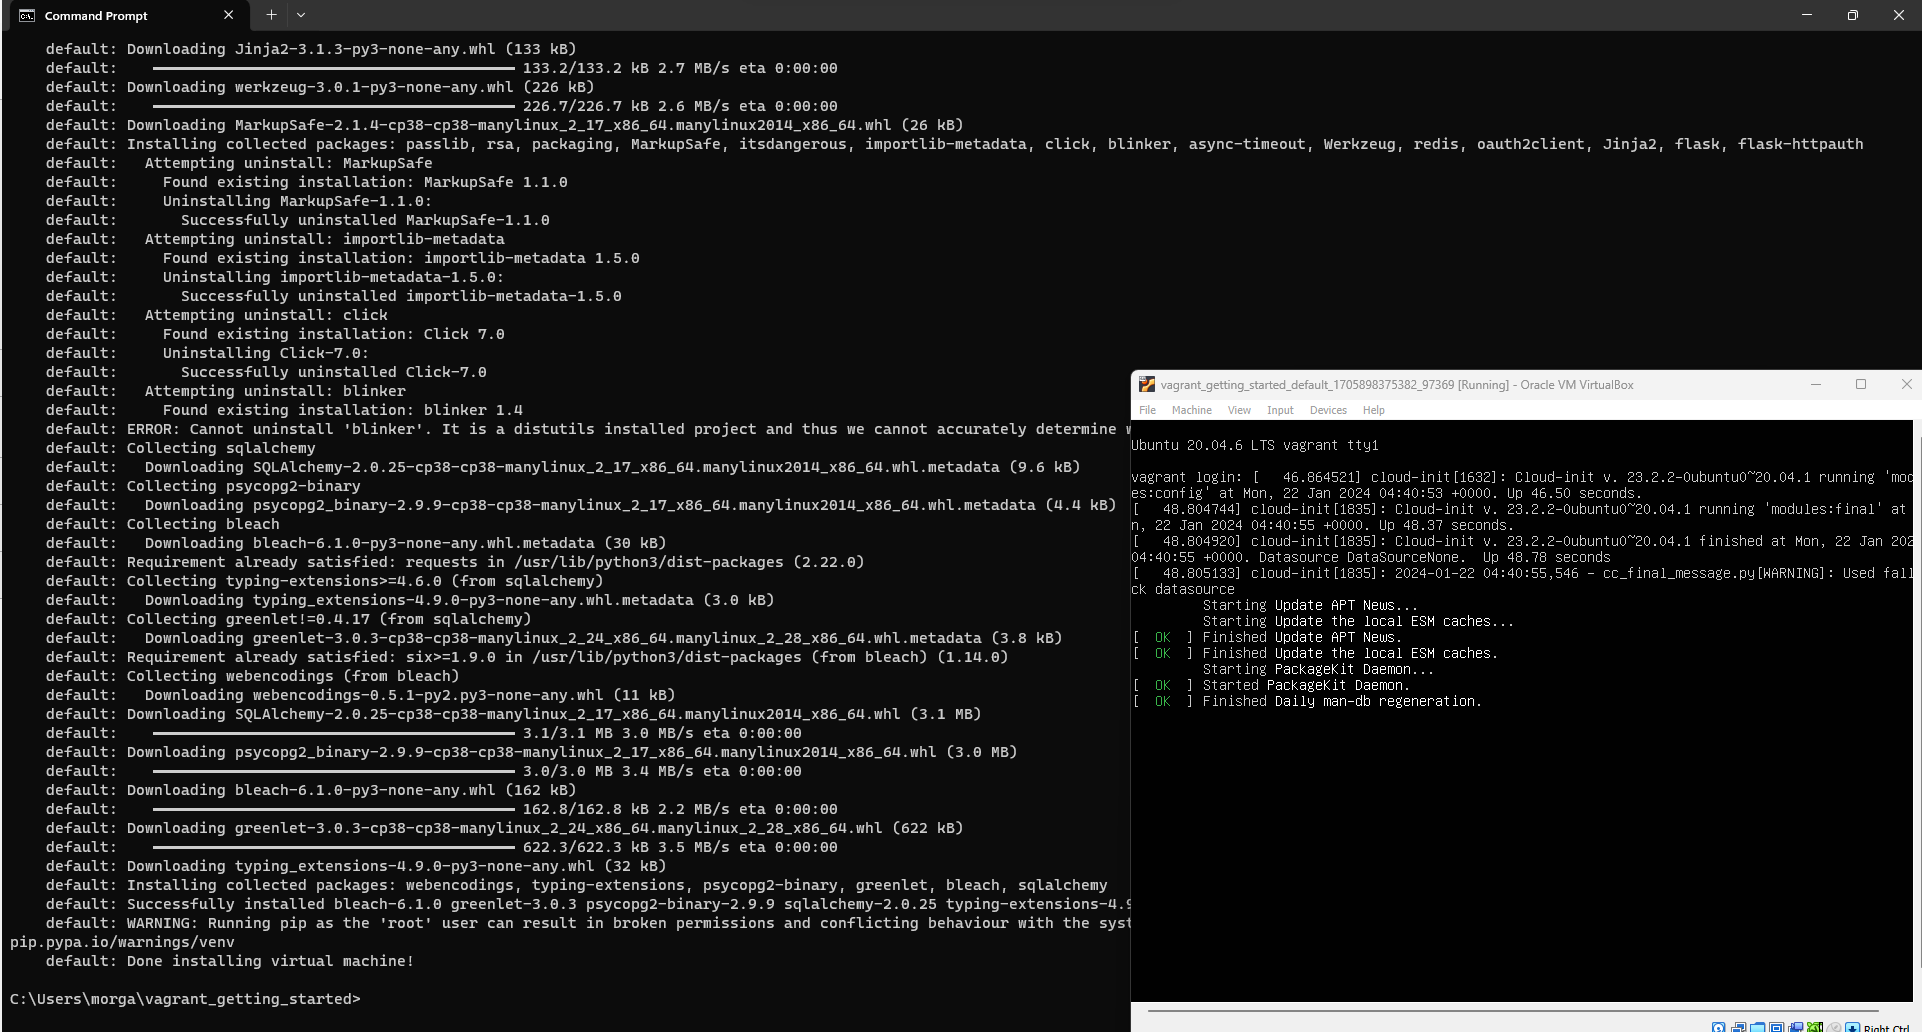 Command Prompt
default: Downloading Jinja2-3.1.3-py3-none-any.whl (133 kB)
default: 133.2/133.2 kB 2.7 MB/s eta 0:00:00
default: Downloading werkzeug-3.0.1-py3-none-any.whl (226 kB)
default: 226.7/226.7 kB 2.6 MB/s eta 0:00:00
default: Downloading MarkupSafe-2.1.4-cp38-cp38-manylinux_2_17_x86_64.manylinux2014_x86_64.whl (26 kB)
default: Installing collected packages: passlib, rsa, packaging, MarkupSafe, itsdangerous, importlib-metadata, click, blinker, async-timeout, Werkzeug, redis, oauth2client, Jinja2, flask, flask-httpauth
default: Attempting uninstall: MarkupSafe
default: Found existing installation: MarkupSafe 1.1.0
default: Uninstalling MarkupSafe-1.1.0:
default: Successfully uninstalled MarkupSafe-1.1.0
default: Attempting uninstall: importlib-metadata
default: Found existing installation: importlib-metadata 1.5.0
default: Uninstalling importlib-metadata-1.5.0:
default: Successfully uninstalled importlib-metadata-1.5.0
default: Attempting uninstall: click
default: Found existing installation: Click 7.0
default: Uninstalling Click-7.0:
default: Successfully uninstalled Click-7.0
default: Attempting uninstall: blinker
default: Found existing installation: blinker 1.4
default: ERROR: Cannot uninstall 'blinker'. It is a distutils installed project and thus we cannot accurately determine
default: Collecting sqlalchemy
default: Downloading SQLAlchemy-2.0.25-cp38-cp38-manylinux_2_17_x86_64.manylinux2014_x86_64.whl.metadata (9.6 kB)
default: Collecting psycopg2-binary
default: Downloading psycopg2_binary-2.9.9-cp38-cp38-manylinux_2_17_x86_64.manylinux2014_x86_64.whl.metadata (4.4 kB)
default: Collecting bleach
default: Downloading bleach-6.1.0-py3-none-any.whl.metadata (30 kB)
default: Requirement already satisfied: requests in /usr/lib/python3/dist-packages (2.22.0)
default: Collecting typing-extensions>=4.6.0 (from sqlalchemy)
default: Downloading typing_extensions-4.9.0-py3-none-any.whl.metadata (3.0 kB)
default: Collecting greenlet!=0.4.17 (from sqlalchemy)
default: Downloading greenlet-3.0.3-cp38-cp38-manylinux_2_24_x86_64.manylinux_2_28_x86_64.whl.metadata (3.8 kB)
default: Requirement already satisfied: six>=1.9.0 in /usr/lib/python3/dist-packages (from bleach) (1.14.0)
default: Collecting webencodings (from bleach)
default: Downloading webencodings-0.5.1-py2.py3-none-any.whl (11 kB)
default: Downloading SQLAlchemy-2.0.25-cp38-cp38-manylinux_2_17_x86_64.manylinux2014_x86_64.whl (3.1 MB)
default: 3.1/3.1 MB 3.0 MB/s eta 0:00:00
default: Downloading psycopg2_binary-2.9.9-cp38-cp38-manylinux_2_17_x86_64.manylinux2014_x86_64.whl (3.0 MB)
default: 3.0/3.0 MB 3.4 MB/s eta 0:00:00
default: Downloading bleach-6.1.0-py3-none-any.whl (162 kB)
default: 162.8/162.8 kB 2.2 MB/s eta 0:00:00
default: Downloading greenlet-3.0.3-cp38-cp38-manylinux_2_24_x86_64.manylinux_2_28_x86_64.whl (622 kB)
default: 622.3/622.3 kB 3.5 MB/s eta 0:00:00
default: Downloading typing_extensions-4.9.0-py3-none-any.whl (32 kB)
default: Installing collected packages: webencodings, typing-extensions, psycopg2-binary, greenlet, bleach, sqlalchemy
default: Successfully installed bleach-6.1.0 greenlet-3.0.3 psycopg2-binary-2.9.9 sqlalchemy-2.0.25 typing-extensions-4.9
default: WARNING: Running pip as the 'root' user can result in broken permissions and conflicting behaviour with the syst
pip.pypa.io/warnings/venv
default: Done installing virtual machine!
C:\Users\morga\vagrant_getting_started>
vagrant_getting_started_default_1705898375382_97369 [Running] - Oracle VM VirtualBox
File Machine View Input Devices Help
Ubuntu 20.04.6 LTS vagrant tty1
vagrant login: [ 46.864521] cloud-init[1632]: Cloud-init v. 23.2.2-0ubuntu0~20.04.1 running 'mod
es:config' at Mon, 22 Jan 2024 04:40:53 +0000. Up 46.50 seconds.
[ 48.804744] cloud-init[1835]: Cloud-init v. 23.2.2-0ubuntu0~20.04.1 running 'modules:final' at
n, 22 Jan 2024 04:40:55 +0000. Up 48.37 seconds.
[ 48.804920] cloud-init[1835]: Cloud-init v. 23.2.2-0ubuntu0~20.04.1 finished at Mon, 22 Jan 202
04:40:55 +0000. Datasource DataSourceNone. Up 48.78 seconds
[ 48.805133] cloud-init[1835]: 2024-01-22 04:40:55,546 - cc_final_message.py[WARNING]: Used fall
ck datasource
Starting Update APT News...
Starting Update the local ESM caches...
[ OK ] Finished Update APT News.
[ OK ] Finished Update the local ESM caches.
Starting PackageKit Daemon...
[ OK ] Started PackageKit Daemon.
[ OK ] Finished Daily man-db regeneration.
Right Ctrl